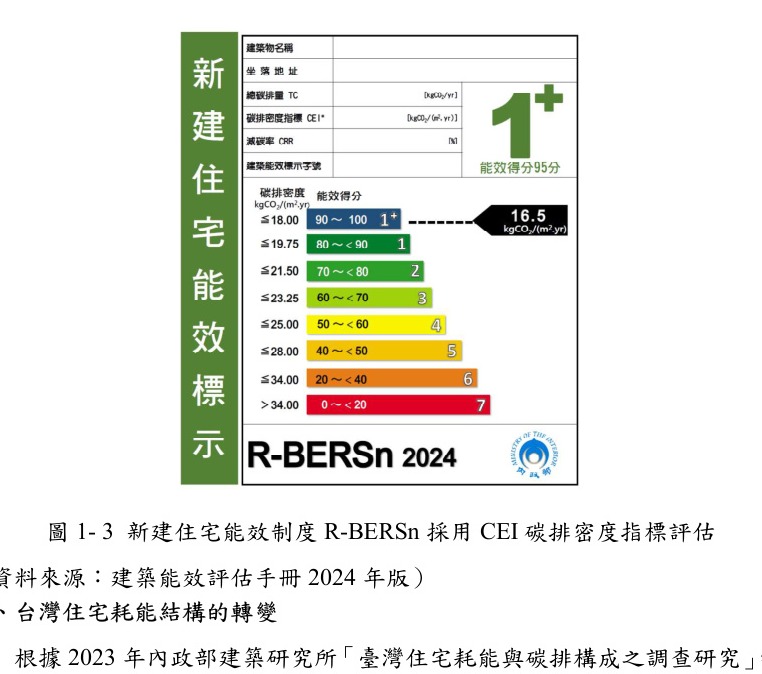 新建住宅能效標示
建築物名稱
坐落地址
總碳排量 TC [kgCO₂/yr]
碳排密度指標 CEI* [kgCO₂/(m².yr)]
減碳率 CRR [%]
建築能效標示字號
1+
能效得分95分
碳排密度 能效得分
kgCO₂/(m².yr)
≦18.00 90～ 100 1+ 16.5
kgCO₂/(m².yr)
≦19.75 80～<90 1
≦21.50 70～<80 2
≦23.25 60～<70 3
≦25.00 50～<60 4
≦28.00 40～<50 5
≦34.00 20～<40 6
>34.00 0～<20 7
R-BERSn 2024
MINISTRY OF THE INTERIOR
內政部
圖 1- 3 新建住宅能效制度 R-BERSn 採用 CEI 碳排密度指標評估
資料來源：建築能效評估手冊 2024 年版）
、台灣住宅耗能結構的轉變
根據 2023 年內政部建築研究所「臺灣住宅耗能與碳排構成之調查研究」